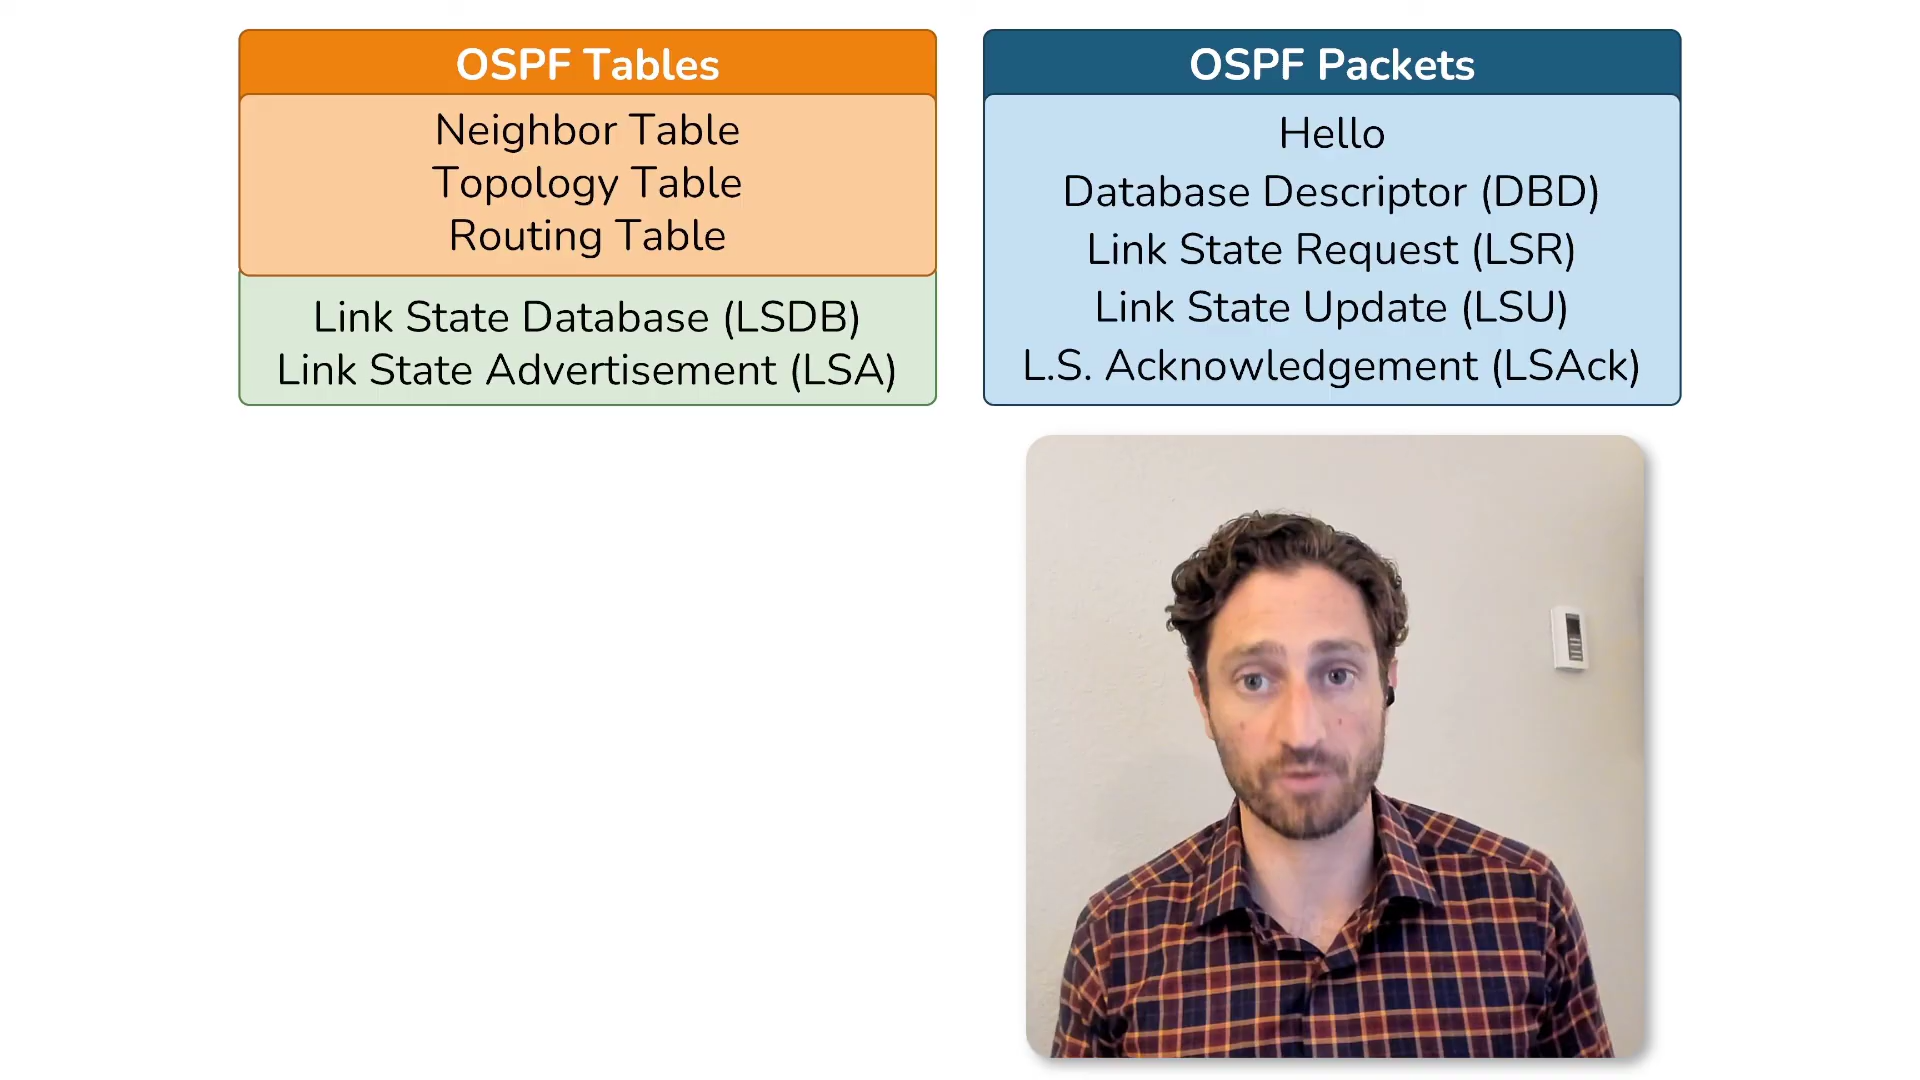 OSPF Tables
Neighbor Table
Topology Table
Routing Table
Link State Database (LSDB)
Link State Advertisement (LSA)
OSPF Packets
Hello
Database Descriptor (DBD)
Link State Request (LSR)
Link State Update (LSU)
L.S. Acknowledgement (LSAck)